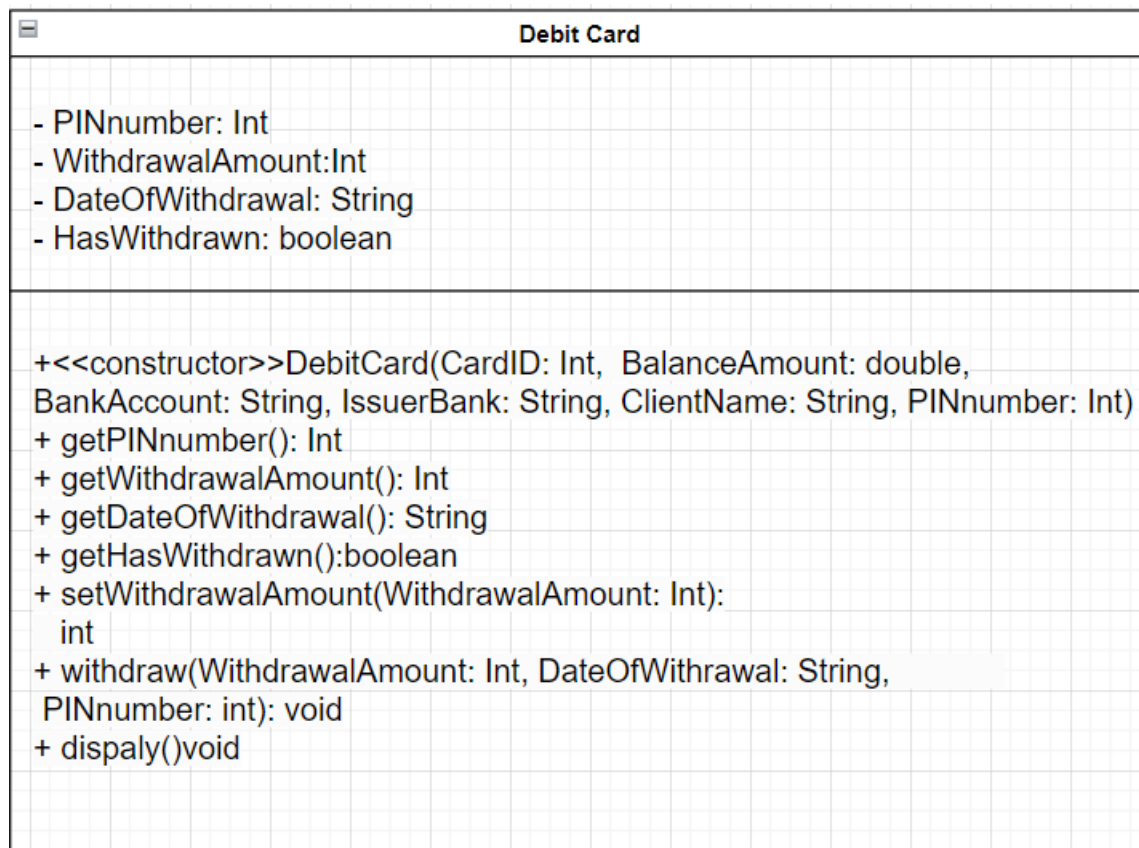 Debit Card
- PINnumber: Int
- WithdrawalAmount:Int
- DateOfWithdrawal: String
- HasWithdrawn: boolean
+<<constructor>>DebitCard(CardID: Int, BalanceAmount: double,
BankAccount: String, IssuerBank: String, ClientName: String, PINnumber: Int)
+ getPINnumber(): Int
+ getWithdrawalAmount(): Int
+ getDateOfWithdrawal(): String
+ getHasWithdrawn():boolean
+ setWithdrawalAmount(WithdrawalAmount: Int):
int
+ withdraw(WithdrawalAmount: Int, DateOfWithrawal: String,
PINnumber: int): void
+ dispaly()void